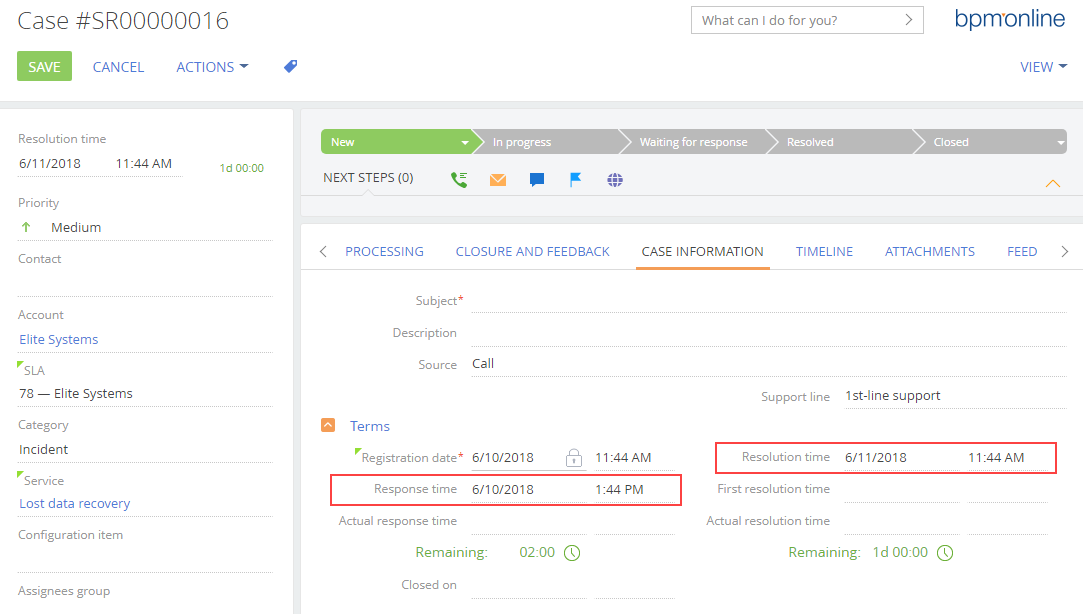 Case #SR00000016
What can I do for you?
bpmonline
SAVE CANCEL ACTIONS VIEW
Resolution time
6/11/2018 11:44 AM 1d 00:00
Priority
Medium
Contact
Account
Elite Systems
SLA
78 — Elite Systems
Category
Incident
Service
Lost data recovery
Configuration item
Assignees group
New In progress Waiting for response Resolved Closed
NEXT STEPS (0)
PROCESSING CLOSURE AND FEEDBACK CASE INFORMATION TIMELINE ATTACHMENTS FEED
Subject*
Description
Source Call
Support line 1st-line support
Terms
Registration date* 6/10/2018 11:44 AM Resolution time 6/11/2018 11:44 AM
Response time 6/10/2018 1:44 PM First resolution time
Actual response time Actual resolution time
Remaining: 02:00 Remaining: 1d 00:00
Closed on